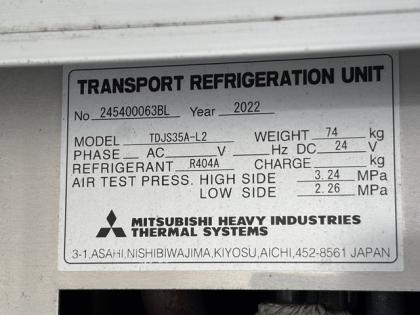 TRANSPORT REFRIGERATION UNIT
No 245400063BL Year 2022
MODEL TDJS35A-L2 WEIGHT 74 kg
PHASE AC V Hz DC 24 V
REFRIGERANT R404A CHARGE kg
AIR TEST PRESS. HIGH SIDE 3.24 MPa
LOW SIDE 2.26 MPa
MITSUBISHI HEAVY INDUSTRIES
THERMAL SYSTEMS
3-1,ASAHI,NISHIBIWAJIMA,KIYOSU,AICHI,452-8561 JAPAN